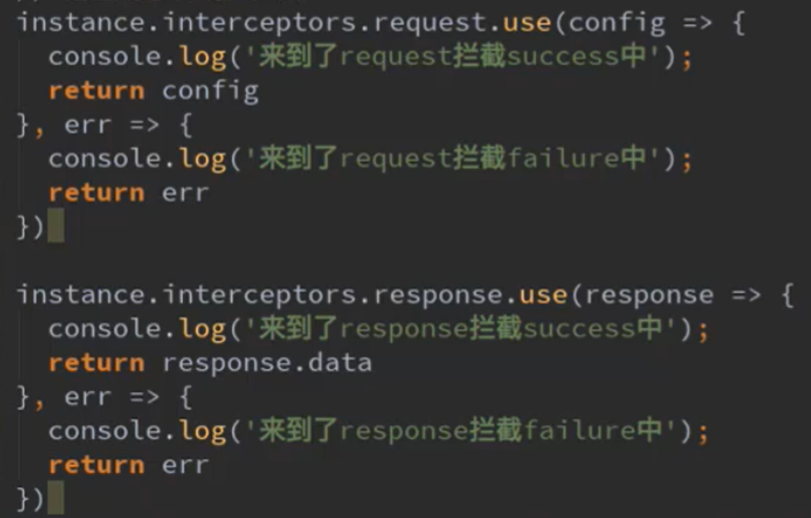 instance.interceptors.request.use(config => {
  console.log('来到了request拦截success中');
  return config
}, err => {
  console.log('来到了request拦截failure中');
  return err
})
instance.interceptors.response.use(response => {
  console.log('来到了response拦截success中');
  return response.data
}, err => {
  console.log('来到了response拦截failure中');
  return err
})